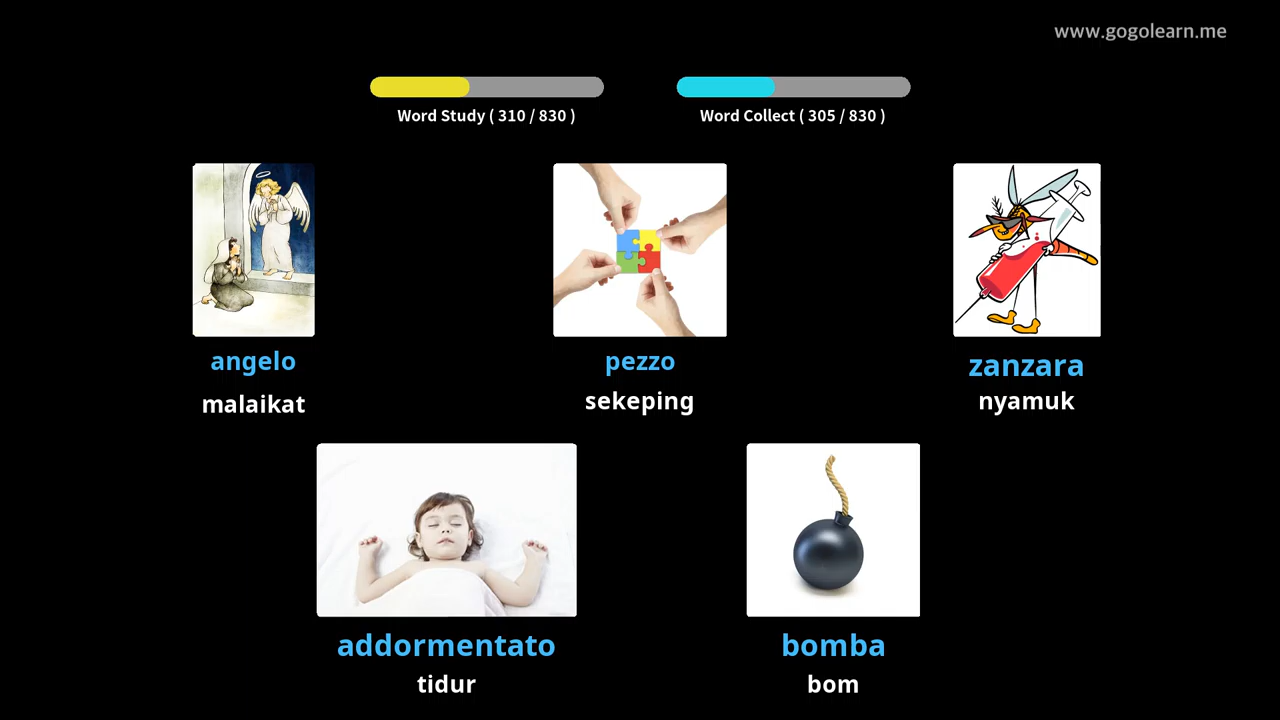 www.gogolearn.me
Word Study ( 310 / 830 )
Word Collect ( 305 / 830 )
angelo
malaikat
pezzo
sekeping
zanzara
nyamuk
addormentato
tidur
bomba
bom